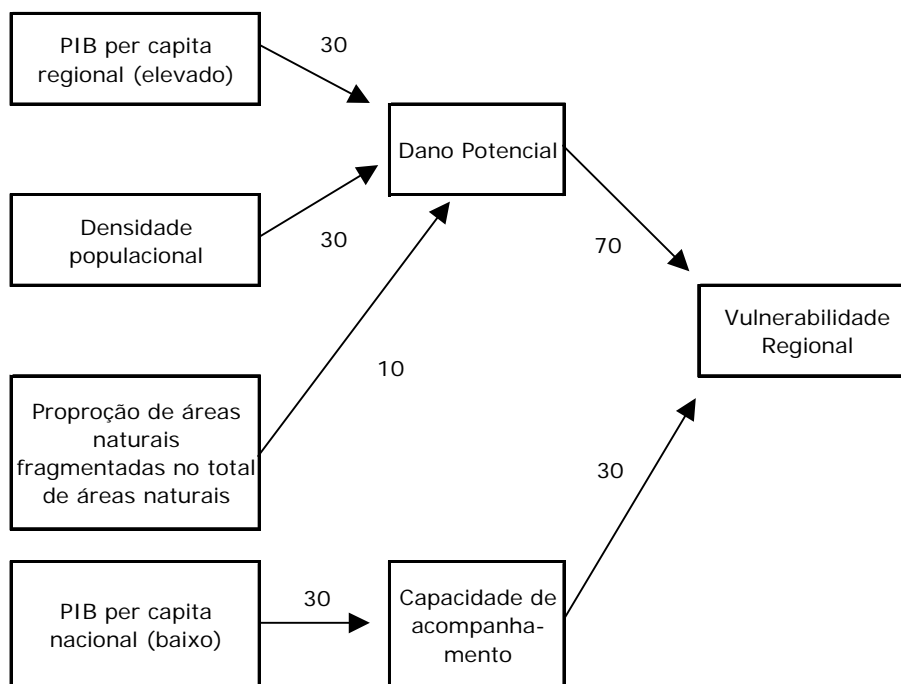 PIB per capita
regional (elevado)
30
Dano Potencial
Densidade
populacional
30
70
Vulnerabilidade
Regional
10
Proproção de áreas
naturais
fragmentadas no total
de áreas naturais
30
PIB per capita
nacional (baixo)
30
Capacidade de
acompanha-
mento